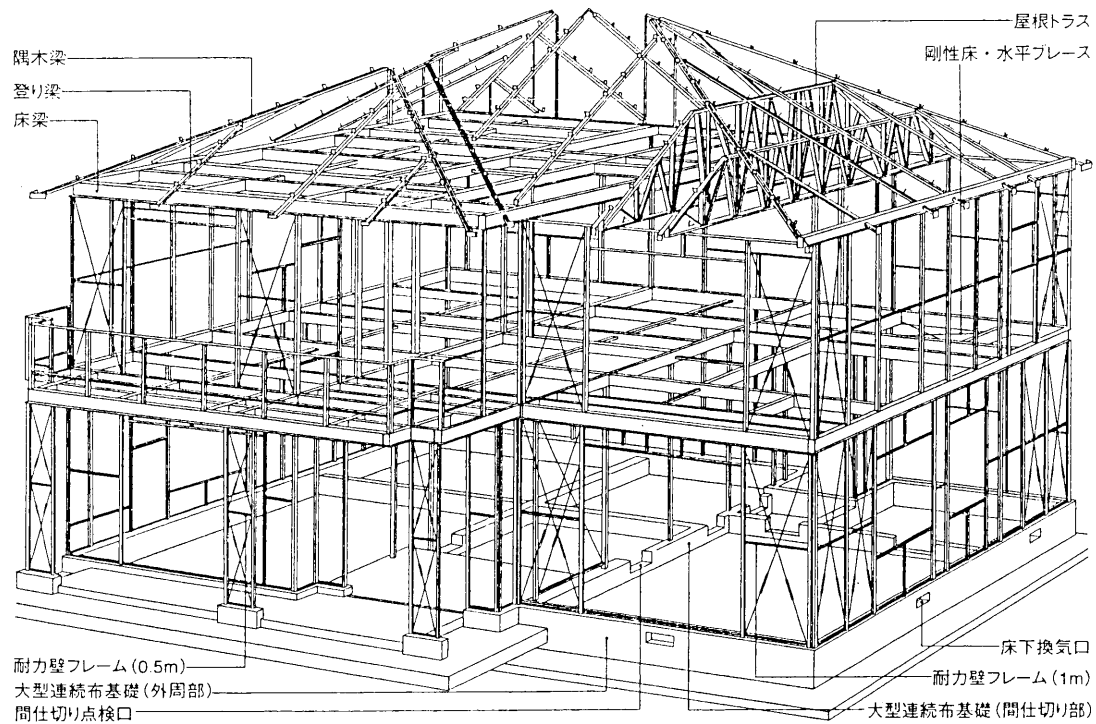 屋根トラス
剛性床・水平ブレース
隅木梁
登り梁
床梁
耐力壁フレーム(0.5m)
大型連続布基礎(外周部)
間仕切り点検口
床下換気口
耐力壁フレーム(1m)
大型連続布基礎(間仕切り部)